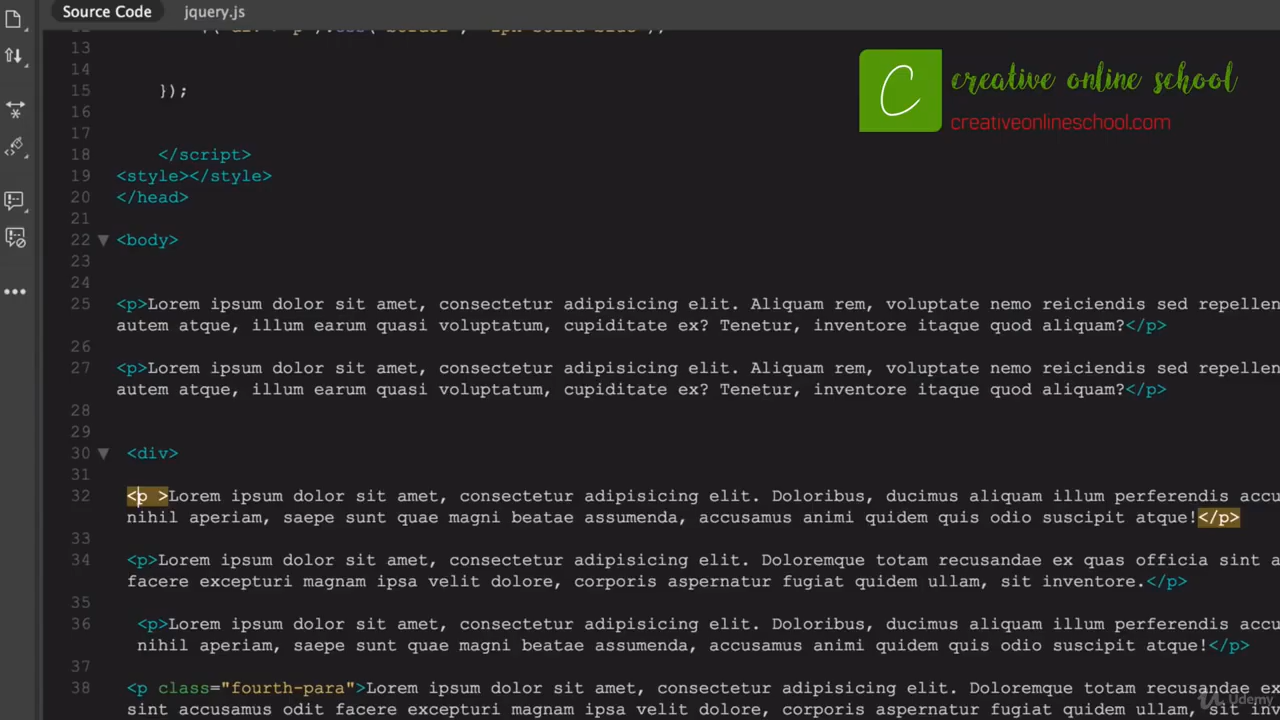 Source Code jquery.js
13
14
15 });
16
17
18 </script>
19 <style></style>
20 </head>
21
22 <body>
23
24
25 <p>Lorem ipsum dolor sit amet, consectetur adipisicing elit. Aliquam rem, voluptate nemo reiciendis sed repellen
autem atque, illum earum quasi voluptatum, cupiditate ex? Tenetur, inventore itaque quod aliquam?</p>
26
27 <p>Lorem ipsum dolor sit amet, consectetur adipisicing elit. Aliquam rem, voluptate nemo reiciendis sed repellen
autem atque, illum earum quasi voluptatum, cupiditate ex? Tenetur, inventore itaque quod aliquam?</p>
28
29
30 <div>
31
32 <p >Lorem ipsum dolor sit amet, consectetur adipisicing elit. Doloribus, ducimus aliquam illum perferendis accu
nihil aperiam, saepe sunt quae magni beatae assumenda, accusamus animi quidem quis odio suscipit atque!</p>
33
34 <p>Lorem ipsum dolor sit amet, consectetur adipisicing elit. Doloremque totam recusandae ex quas officia sint a
facere excepturi magnam ipsa velit dolore, corporis aspernatur fugiat quidem ullam, sit inventore.</p>
35
36 <p>Lorem ipsum dolor sit amet, consectetur adipisicing elit. Doloribus, ducimus aliquam illum perferendis accu
nihil aperiam, saepe sunt quae magni beatae assumenda, accusamus animi quidem quis odio suscipit atque!</p>
37
38 <p class="fourth-para">Lorem ipsum dolor sit amet, consectetur adipisicing elit. Doloremque totam recusandae ex
sint accusamus odit facere excepturi magnam ipsa velit dolore, corporis aspernatur fugiat quidem ullam, sit inve
C creative online school
creativeonlineschool.com
Udemy